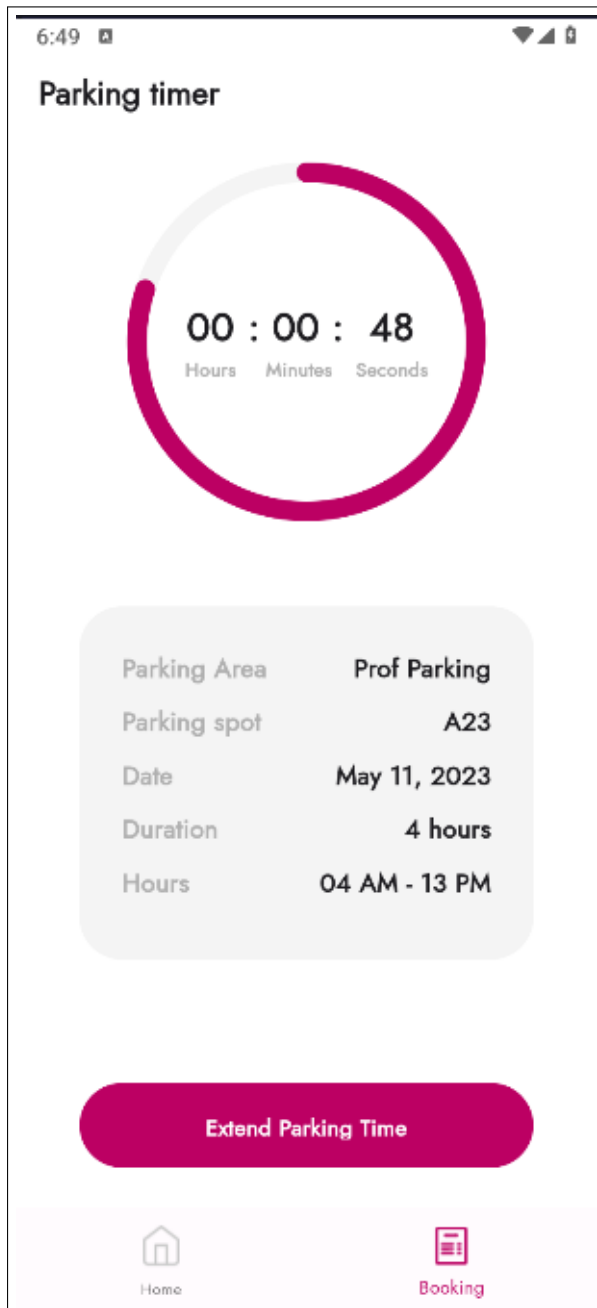 6:49
Parking timer
00 : 00 : 48
Hours Minutes Seconds
Parking Area Prof Parking
Parking spot A23
Date May 11, 2023
Duration 4 hours
Hours 04 AM - 13 PM
Extend Parking Time
Home Booking